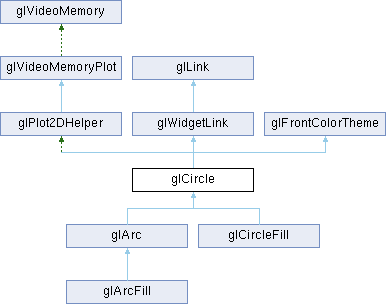 glVideoMemory
glVideoMemoryPlot
glLink
glPlot2DHelper
glWidgetLink
glFrontColorTheme
glCircle
glArc
glCircleFill
glArcFill